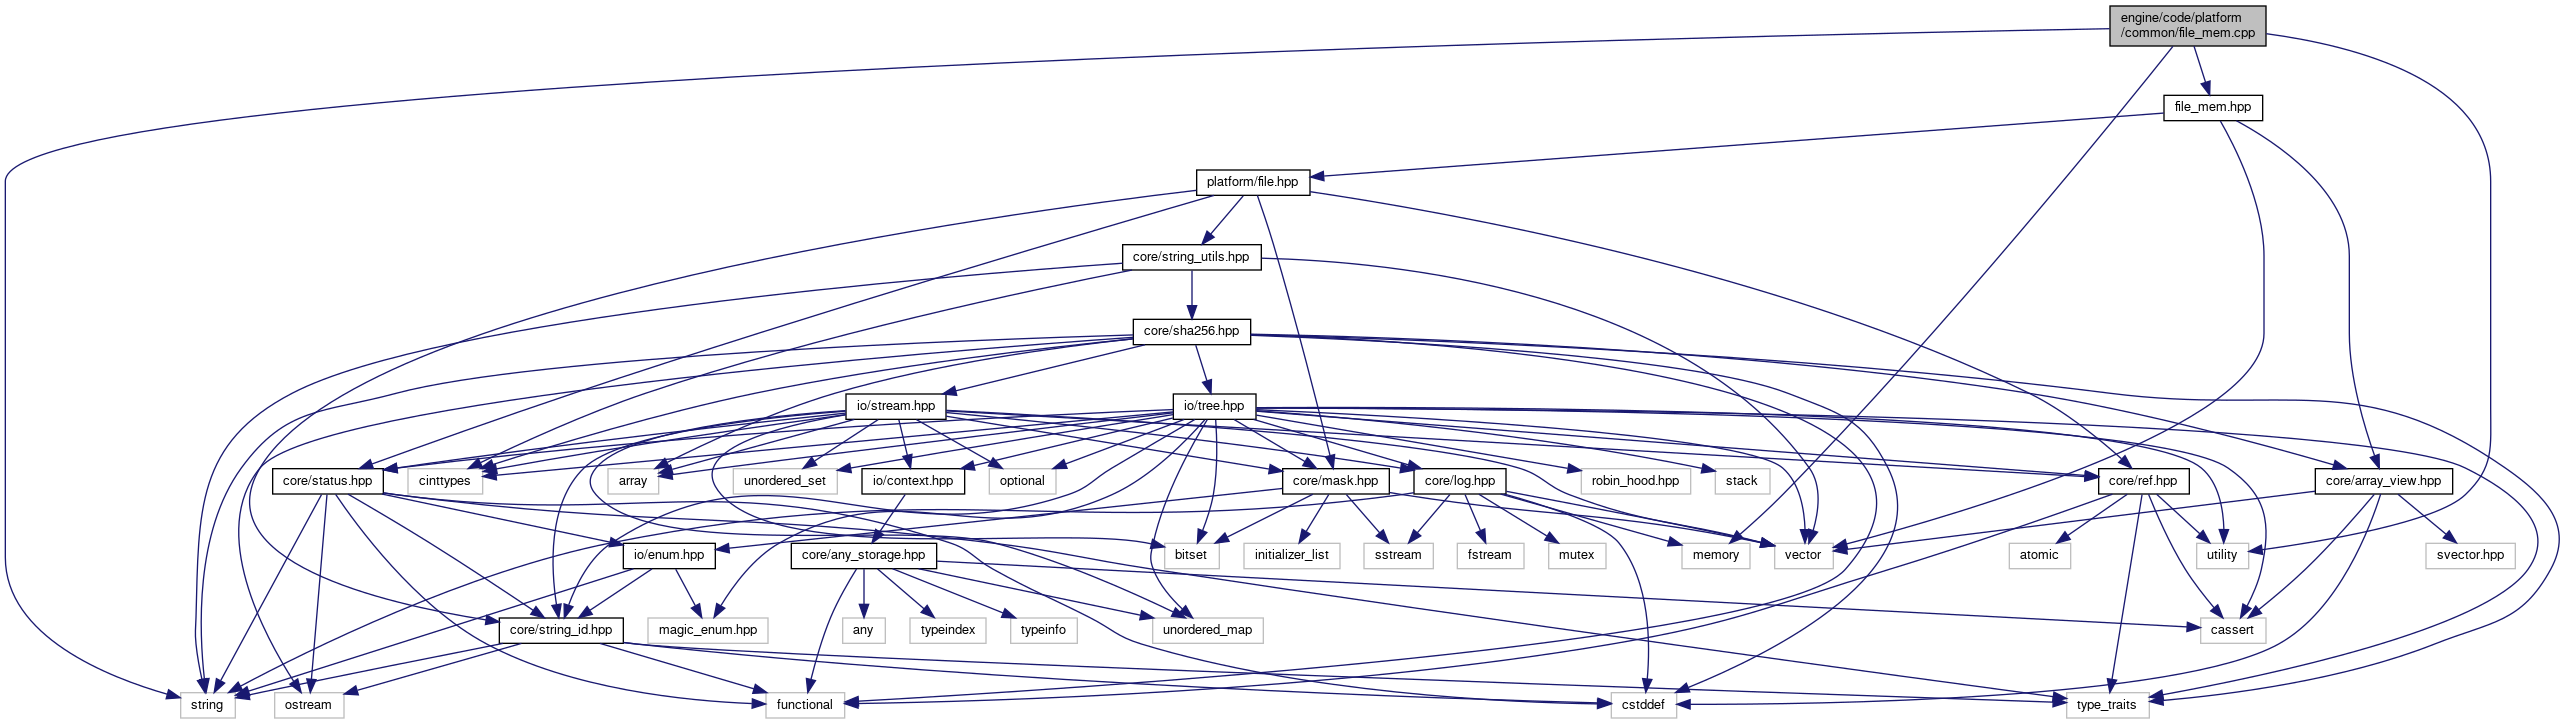 engine/code/platform
/common/file_mem.cpp
file_mem.hpp
platform/file.hpp
core/string_utils.hpp
core/sha256.hpp
io/stream.hpp
io/tree.hpp
core/status.hpp
cinttypes
array
unordered_set
io/context.hpp
optional
core/mask.hpp
core/log.hpp
robin_hood.hpp
stack
core/ref.hpp
core/array_view.hpp
io/enum.hpp
core/any_storage.hpp
bitset
initializer_list
sstream
fstream
mutex
memory
vector
atomic
utility
svector.hpp
core/string_id.hpp
magic_enum.hpp
any
typeindex
typeinfo
unordered_map
cassert
string
ostream
functional
cstddef
type_traits